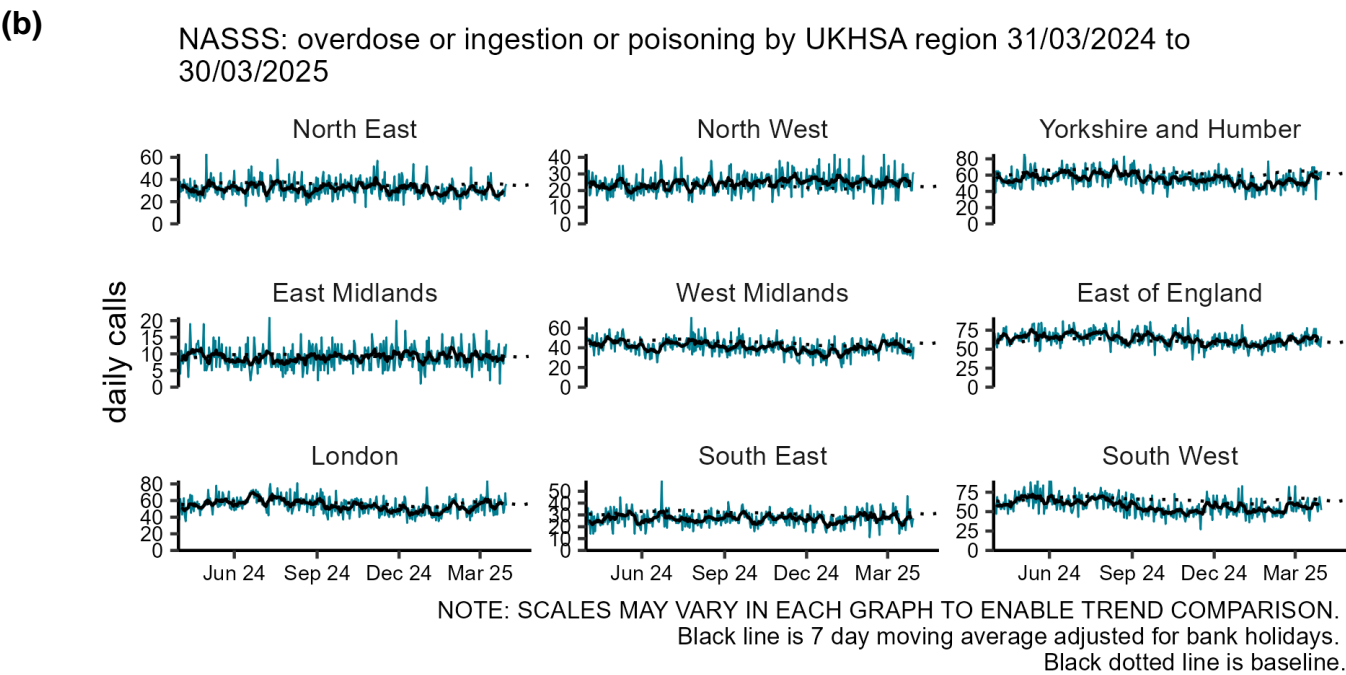 (b)
NASSS: overdose or ingestion or poisoning by UKHSA region 31/03/2024 to
30/03/2025
North East
North West
Yorkshire and Humber
60
40
20
0
40
30
20
10
0
80
60
40
20
0
daily calls
East Midlands
West Midlands
East of England
20
15
10
5
0
60
40
20
0
75
50
25
0
London
South East
South West
80
60
40
20
0
50
40
30
20
10
0
75
50
25
0
Jun 24 Sep 24 Dec 24 Mar 25
Jun 24 Sep 24 Dec 24 Mar 25
Jun 24 Sep 24 Dec 24 Mar 25
NOTE: SCALES MAY VARY IN EACH GRAPH TO ENABLE TREND COMPARISON.
Black line is 7 day moving average adjusted for bank holidays.
Black dotted line is baseline.